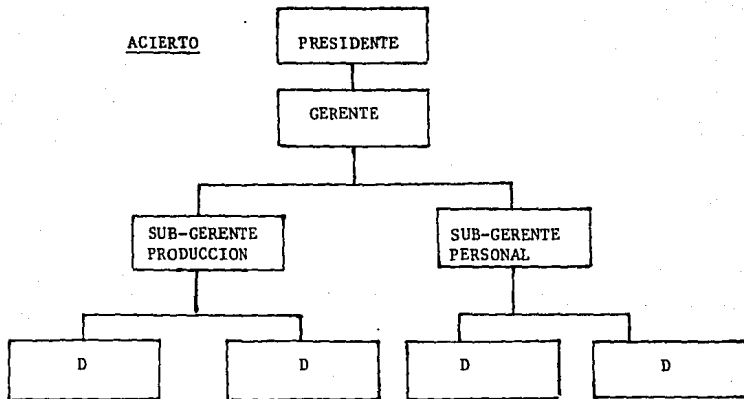 ACIERTO
PRESIDENTE
GERENTE
SUB-GERENTE
PRODUCCION
SUB-GERENTE
PERSONAL
D
D
D
D